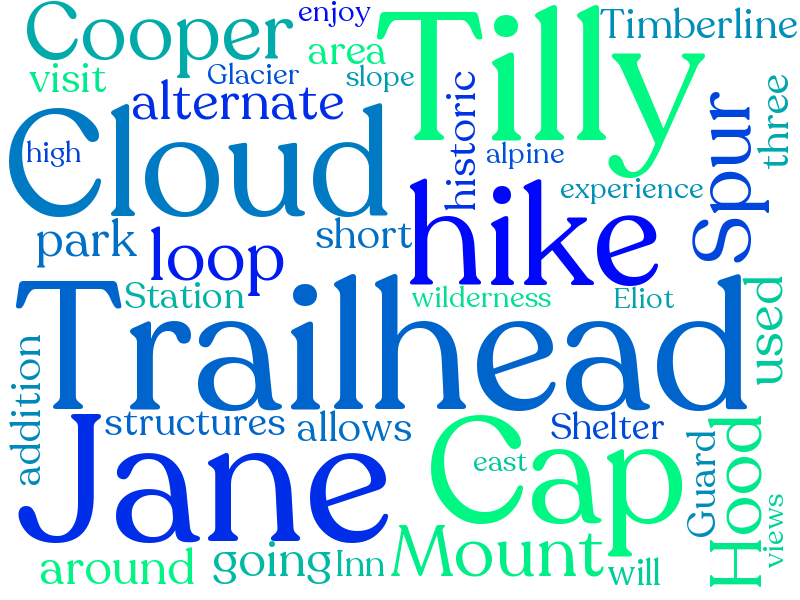 Cooper
enjoy
Tilly
Timberline
area
visit
Glacier
slope
alternate
historic
three
Cloud
high
alpine
Spur
experience
park
loop
short
hike
Station
wilderness
Eliot
used
Trailhead
addition
structures
allows
Shelter
Jane
east
Cap
Guard
Hood
views
around
going
Inn
Mount
will